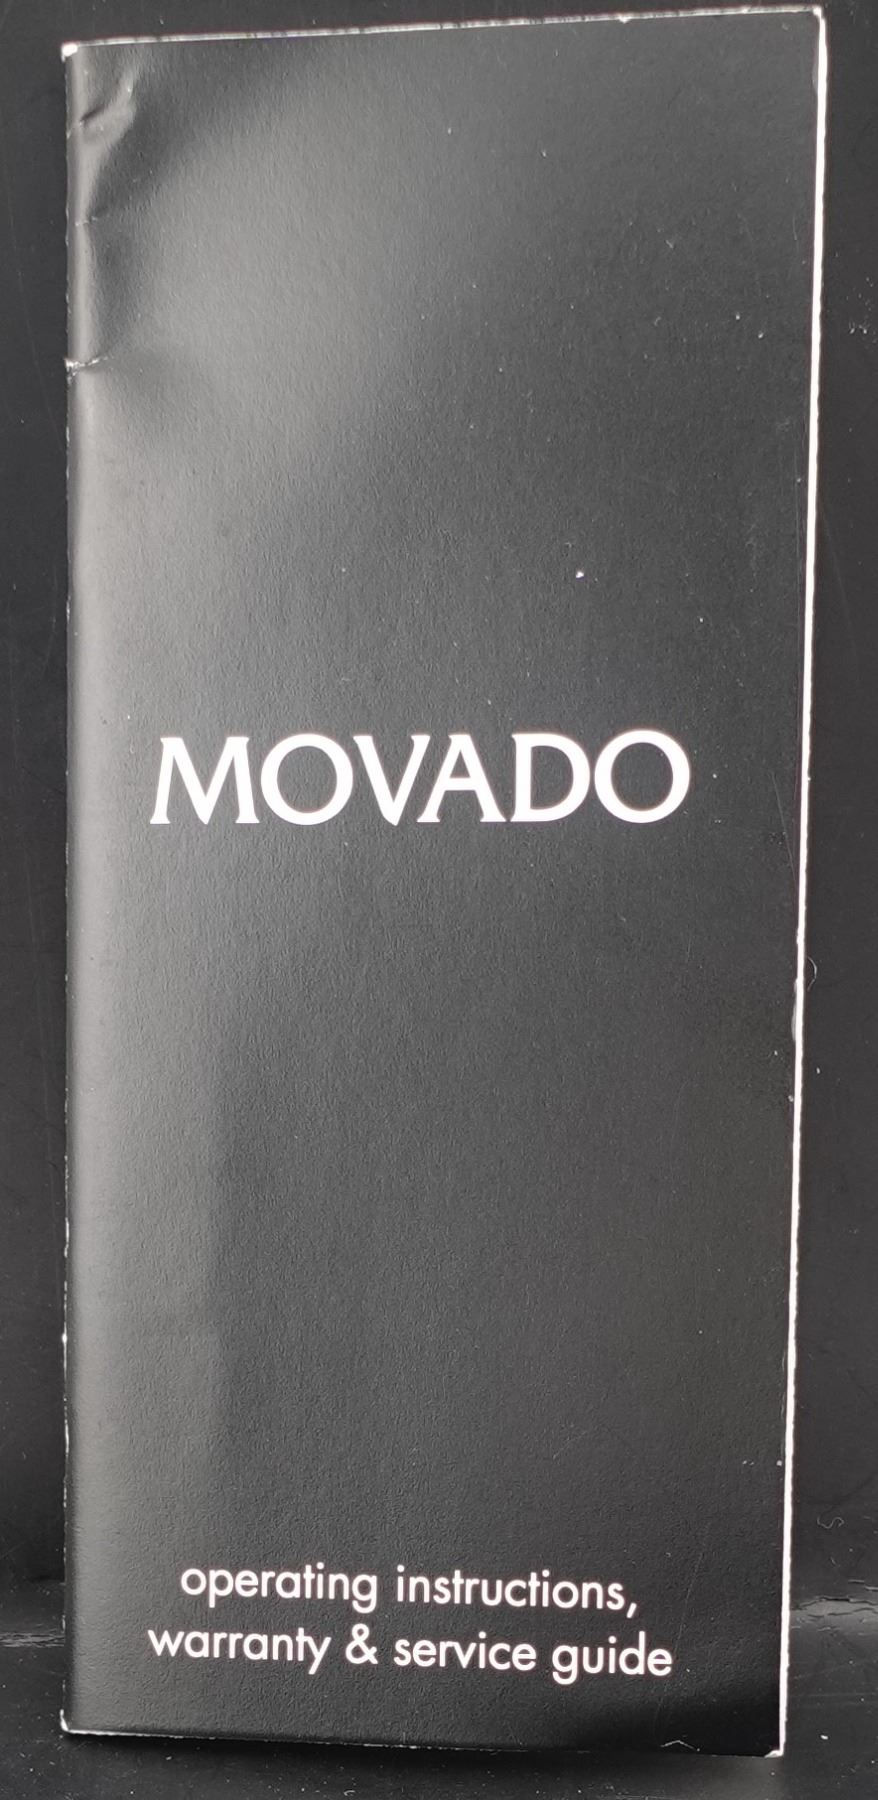 MOVADO
operating instructions,
warranty & service guide